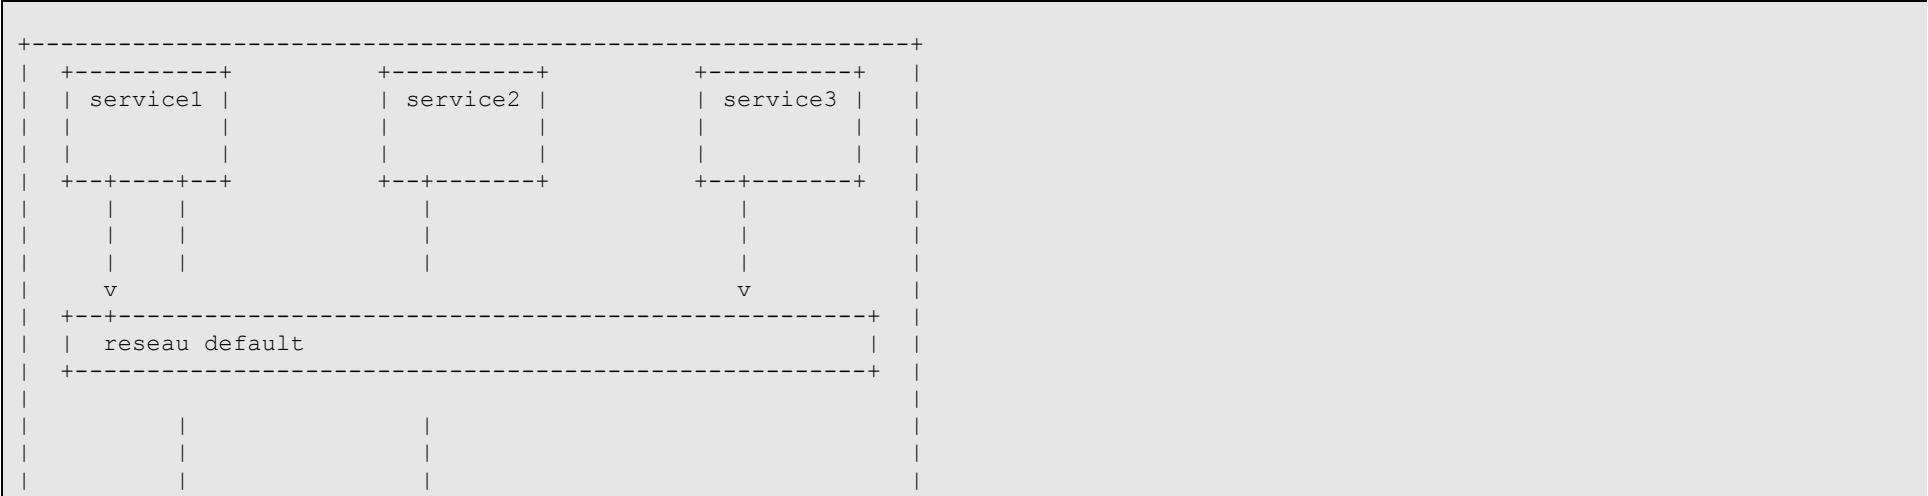 +-------------------------------------------------------------+
|  +----------+          +----------+          +----------+   |
|  | service1 |          | service2 |          | service3 |   |
|  |          |          |          |          |          |   |
|  |          |          |          |          |          |   |
|  +--+----+--+          +--+-------+          +--+-------+   |
|     |    |                |                     |           |
|     |    |                |                     |           |
|     |    |                |                     |           |
|     v                                           v           |
|  +--+----------------------------------------------------+  |
|  |  reseau default                                       |  |
|  +-------------------------------------------------------+  |
|                                                             |
|          |                |                                 |
|          |                |                                 |
|          |                |                                 |